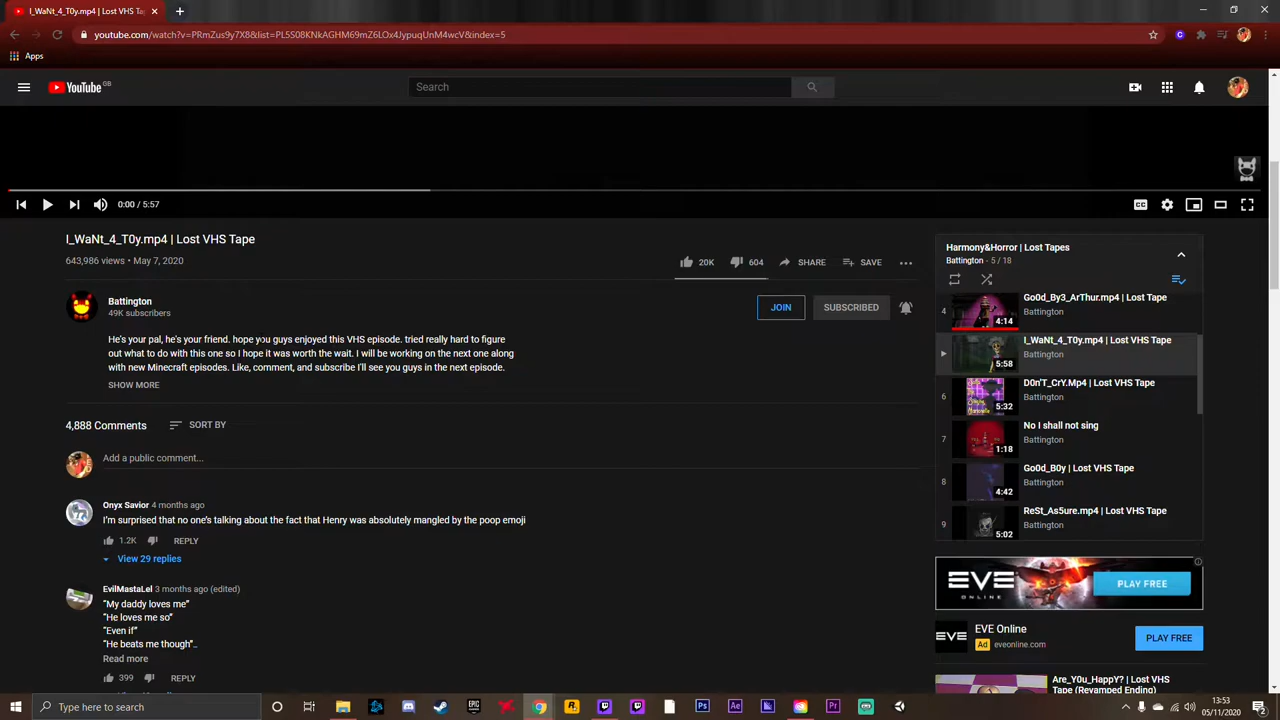 I_WaNt_4_T0y.mp4 | Lost VHS Tap
youtube.com/watch?v=PRmZus9y7X8&list=PL5S08KNkAGHM69mZ6LOx4JypuqUnM4wcV&index=5
Apps
YouTube GB
Search
0:00 / 5:57
CC
I_WaNt_4_T0y.mp4 | Lost VHS Tape
643,986 views • May 7, 2020
20K
604
SHARE
SAVE
Battington
49K subscribers
JOIN
SUBSCRIBED
He's your pal, he's your friend. hope you guys enjoyed this VHS episode. tried really hard to figure
out what to do with this one so I hope it was worth the wait. I will be working on the next one along
with new Minecraft episodes. Like, comment, and subscribe I'll see you guys in the next episode.
SHOW MORE
4,888 Comments
SORT BY
Add a public comment...
Onyx Savior 4 months ago
I'm surprised that no one's talking about the fact that Henry was absolutely mangled by the poop emoji
1.2K
REPLY
View 29 replies
EvilMastaLel 3 months ago (edited)
"My daddy loves me"
"He loves me so"
"Even if"
"He beats me though"..
Read more
399
REPLY
Harmony&Horror | Lost Tapes
Battington - 5 / 18
4
4:14
Go0d_By3_ArThur.mp4 | Lost VHS Tape
Battington
5:58
I_WaNt_4_T0y.mp4 | Lost VHS Tape
Battington
6
5:32
D0n'T_CrY.Mp4 | Lost VHS Tape
Battington
7
1:18
No I shall not sing
Battington
8
4:42
Go0d_B0y | Lost VHS Tape
Battington
9
5:02
ReSt_As5ure.mp4 | Lost VHS Tape
Battington
EVE
ONLINE
PLAY FREE
EVE
EVE Online
Ad eveonline.com
PLAY FREE
Are_Y0u_HappY? | Lost VHS
Tape (Revamped Ending)
Type here to search
EPIC
Ps
Ae
Pr
13:53
05/11/2020
2